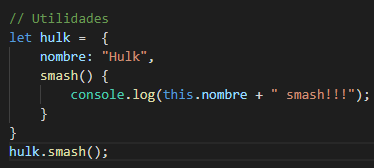 // Utilidades
let hulk =  {
    nombre: "Hulk",
    smash() {
        console.log(this.nombre + " smash!!!");
    }
}
hulk.smash();